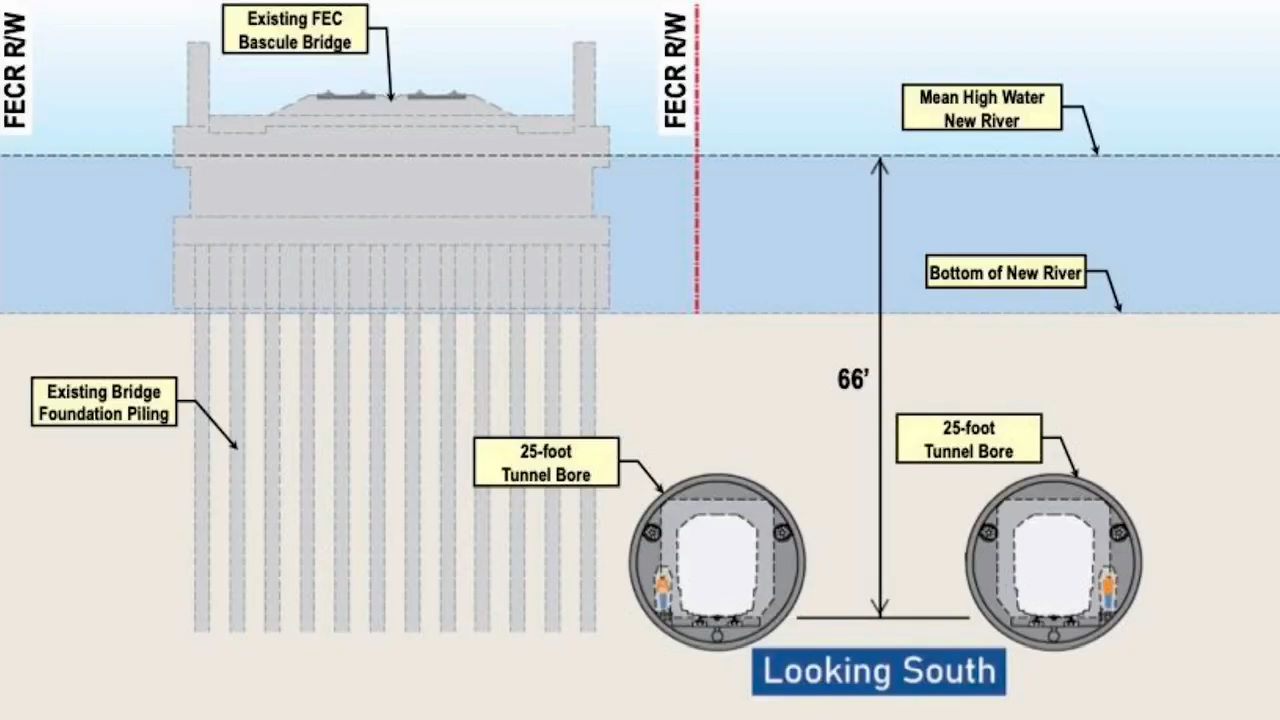 FECR R/W
Existing FEC
Bascule Bridge
FECR R/W
Mean High Water
New River
Bottom of New River
66’
Existing Bridge
Foundation Piling
25-foot
Tunnel Bore
25-foot
Tunnel Bore
Looking South